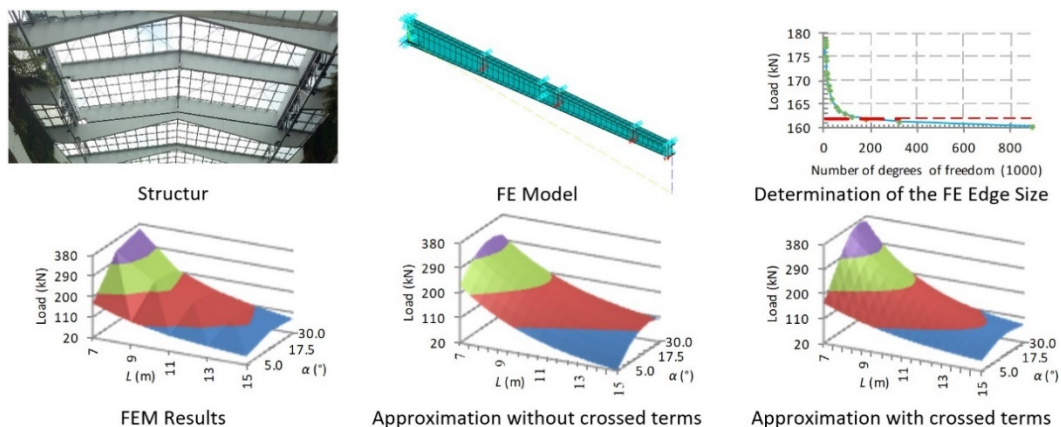 180
175
170
165
160
Load (kN)
0 200 400 600 800
Number of degrees of freedom (1000)
Structur
FE Model
Determination of the FE Edge Size
380
290
200
110
20
Load (kN)
7
9
11
13
15
L (m)
5.0
17.5
30.0
α (°)
FEM Results
380
290
200
110
20
Load (kN)
7
9
11
13
15
L (m)
5.0
17.5
30.0
α (°)
Approximation without crossed terms
380
290
200
110
20
Load (kN)
7
9
11
13
15
L (m)
5.0
17.5
30.0
α (°)
Approximation with crossed terms